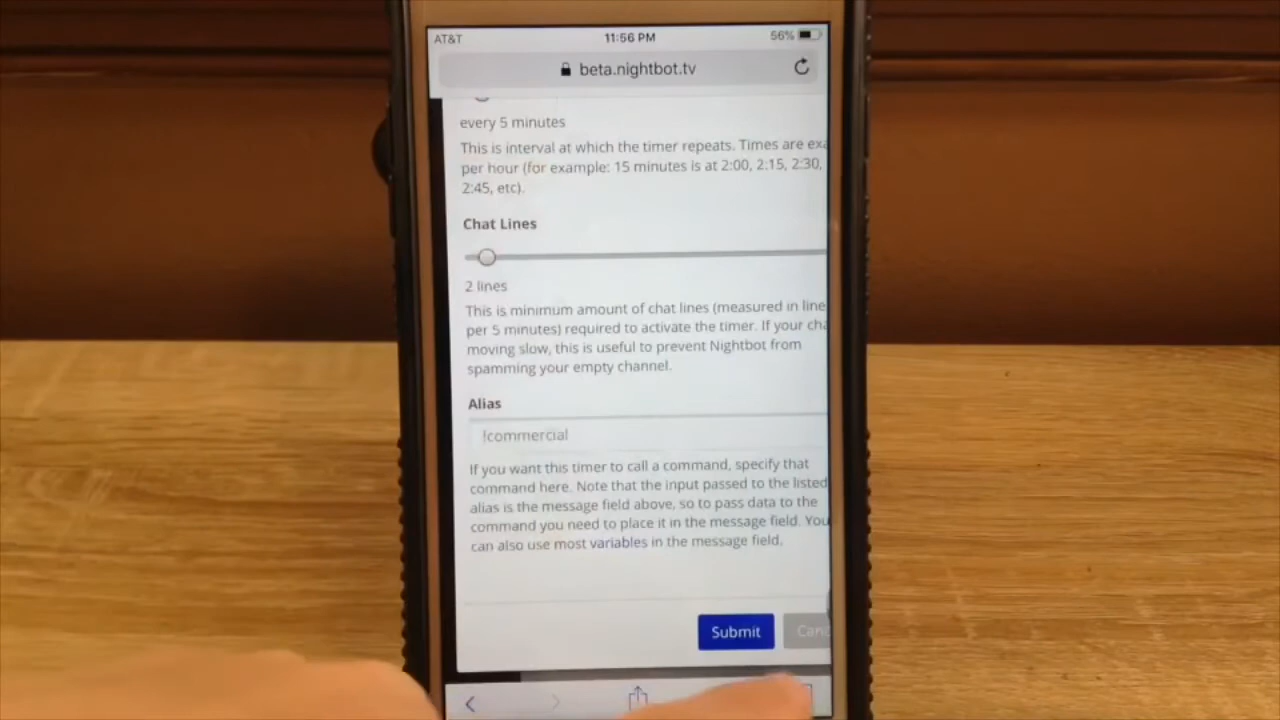 AT&T 11:56 PM 56%
beta.nightbot.tv
every 5 minutes
This is interval at which the timer repeats. Times are exa
per hour (for example: 15 minutes is at 2:00, 2:15, 2:30,
2:45, etc).
Chat Lines
2 lines
This is minimum amount of chat lines (measured in line
per 5 minutes) required to activate the timer. If your cha
moving slow, this is useful to prevent Nightbot from
spamming your empty channel.
Alias
!commercial
If you want this timer to call a command, specify that
command here. Note that the input passed to the listed
alias is the message field above, so to pass data to the
command you need to place it in the message field. You
can also use most variables in the message field.
Submit Canc